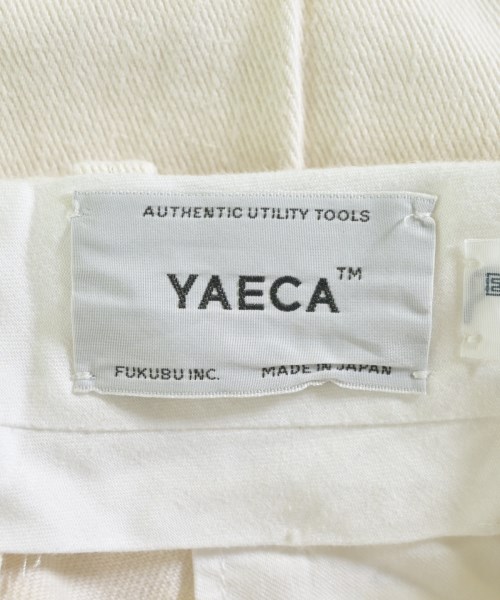 AUTHENTIC UTILITY TOOLS
YAECA™
FUKUBU INC. MADE IN JAPAN